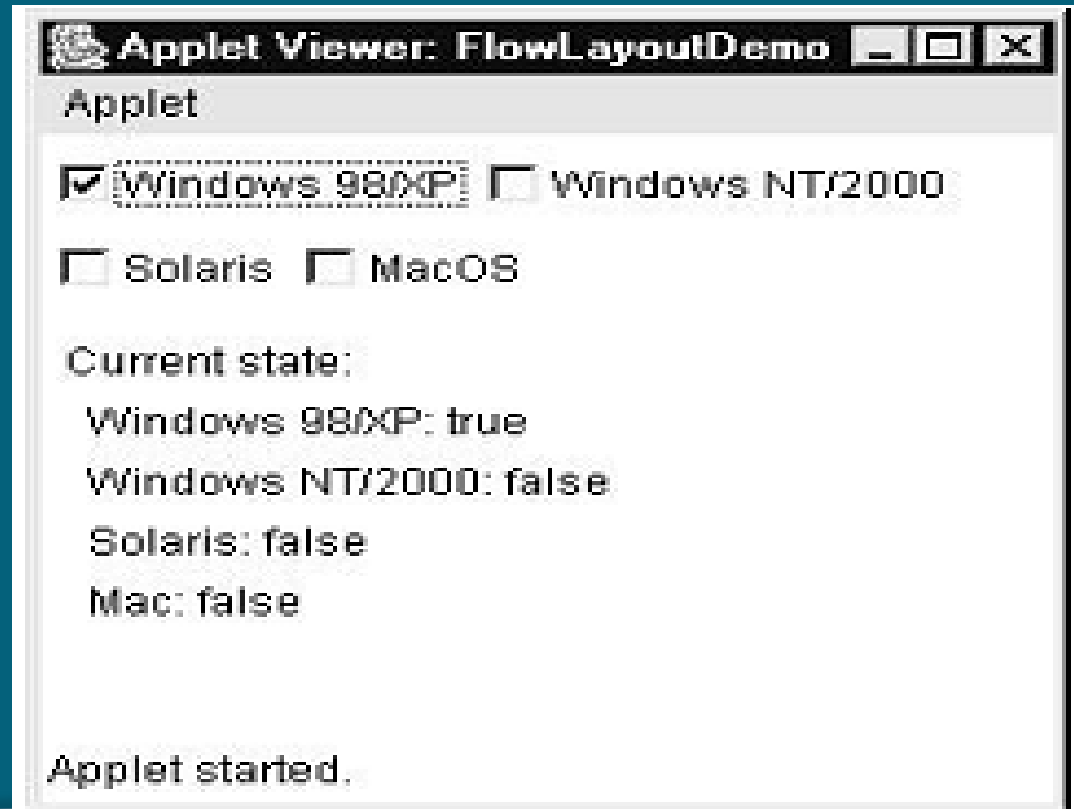 Applet Viewer: FlowLayoutDemo
Applet
Windows 98/XP Windows NT/2000
Solaris MacOS
Current state:
Windows 98/XP: true
Windows NT/2000: false
Solaris: false
Mac: false
Applet started.